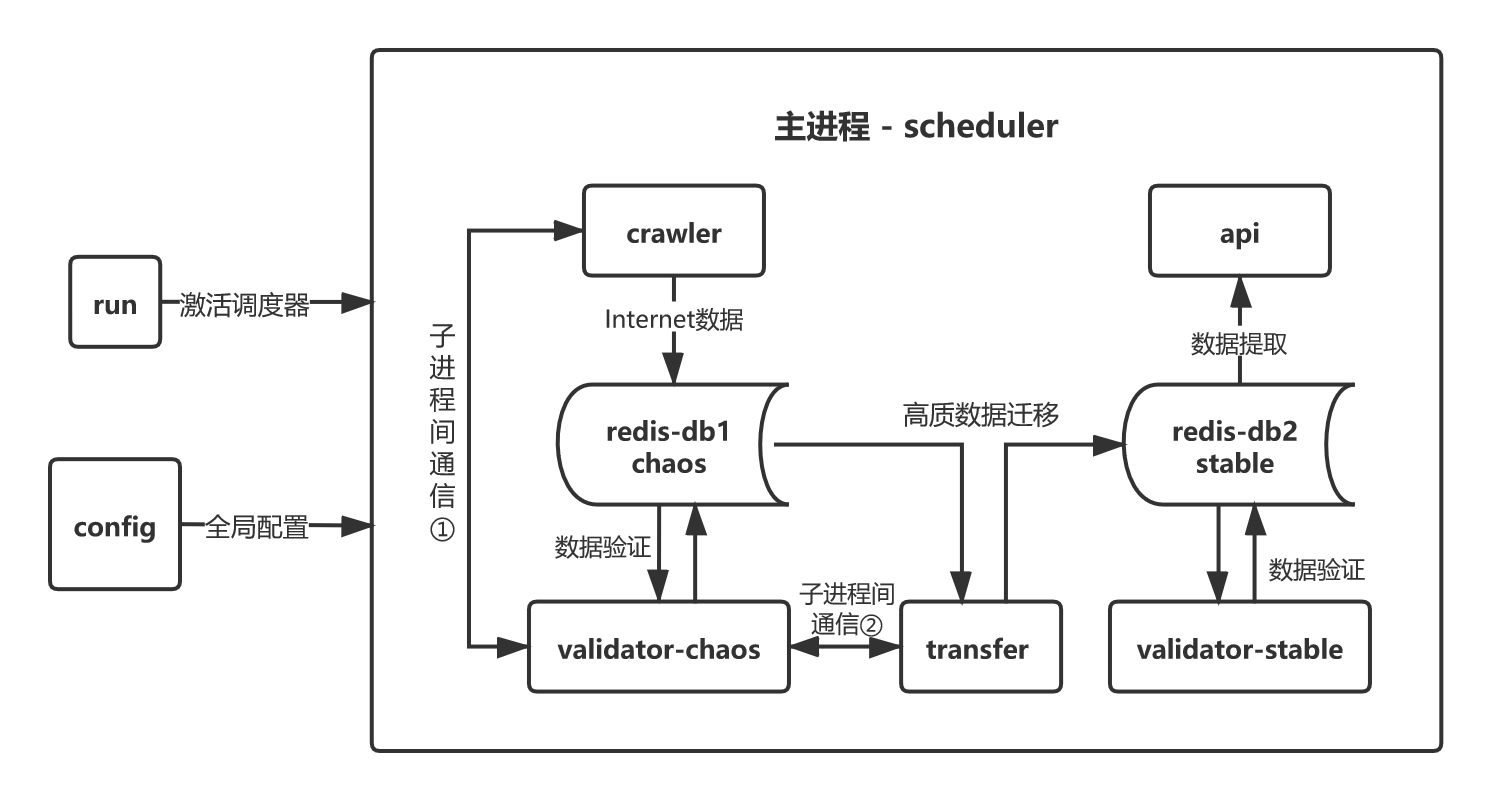 主进程 - scheduler
crawler
api
run
激活调度器
Internet数据
子
进
程
间
通
信
①
数据提取
redis-db1
chaos
高质数据迁移
redis-db2
stable
config
全局配置
数据验证
数据验证
子进程间
通信②
validator-chaos
transfer
validator-stable